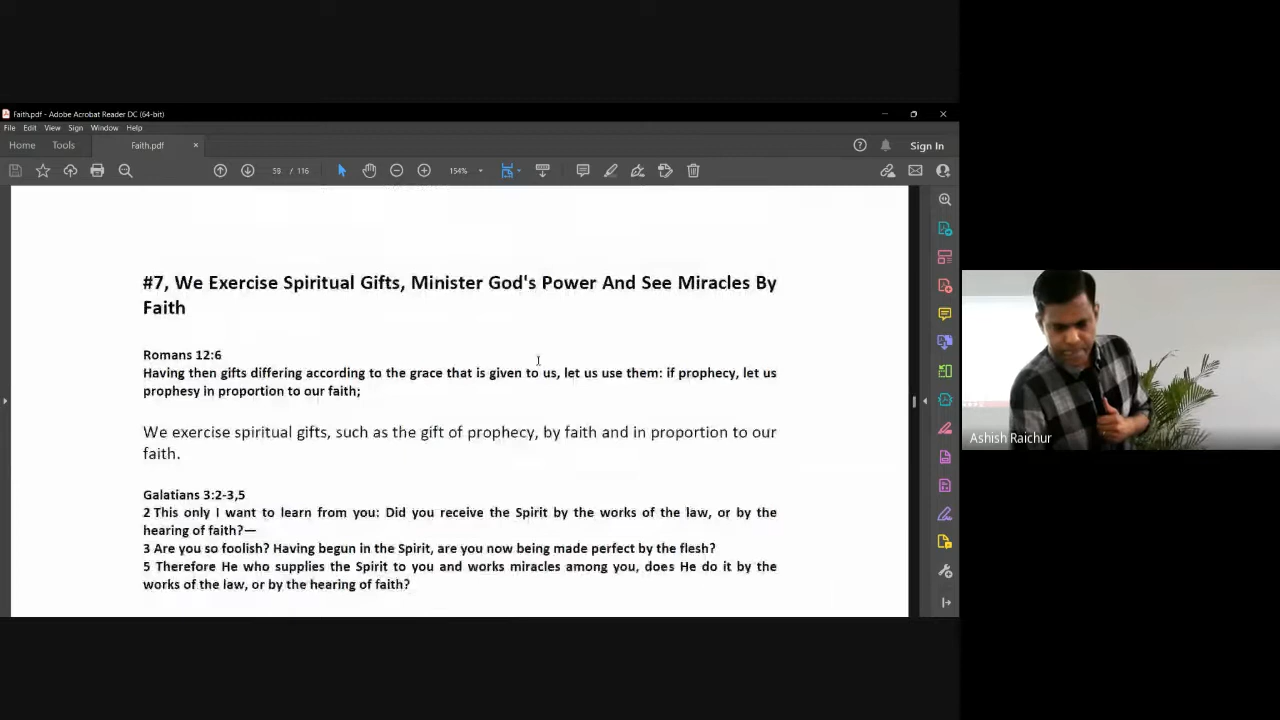 Faith.pdf - Adobe Acrobat Reader DC (64-bit)
File Edit View Sign Window Help
Home Tools Faith.pdf × Sign In
/ 116 154%
#7, We Exercise Spiritual Gifts, Minister God's Power And See Miracles By
Faith
Romans 12:6
Having then gifts differing according to the grace that is given to us, let us use them: if prophecy, let us
prophesy in proportion to our faith;
We exercise spiritual gifts, such as the gift of prophecy, by faith and in proportion to our
faith.
Galatians 3:2-3,5
2 This only I want to learn from you: Did you receive the Spirit by the works of the law, or by the
hearing of faith?—
3 Are you so foolish? Having begun in the Spirit, are you now being made perfect by the flesh?
5 Therefore He who supplies the Spirit to you and works miracles among you, does He do it by the
works of the law, or by the hearing of faith?
Ashish Raichur